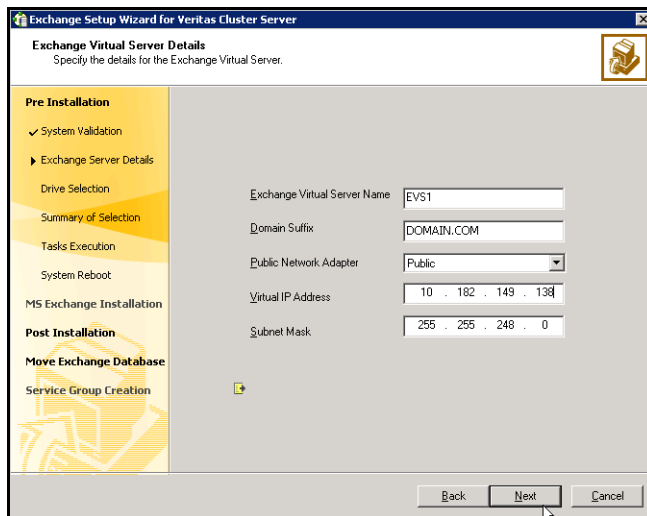 Exchange Setup Wizard for Veritas Cluster Server
Exchange Virtual Server Details
Specify the details for the Exchange Virtual Server.
Pre Installation
System Validation
Exchange Server Details
Drive Selection
Summary of Selection
Tasks Execution
System Reboot
MS Exchange Installation
Post Installation
Move Exchange Database
Service Group Creation
Exchange Virtual Server Name EVS1
Domain Suffix DOMAIN.COM
Public Network Adapter Public
Virtual IP Address 10 . 182 . 149 . 138
Subnet Mask 255 . 255 . 248 . 0
Back Next Cancel